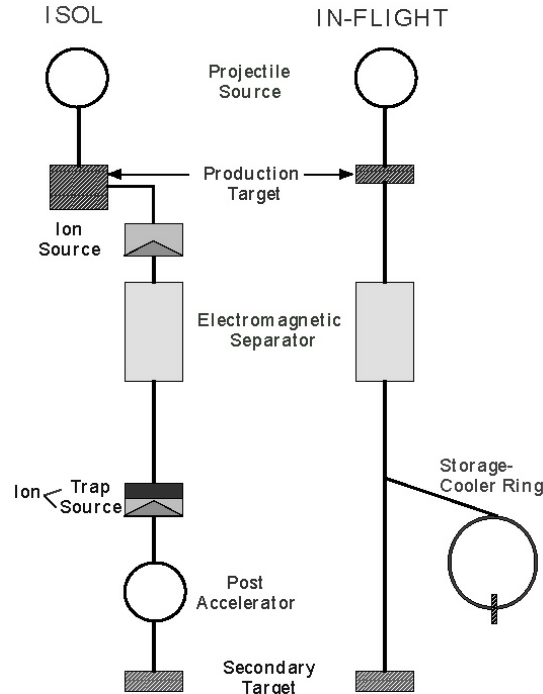 ISOL
IN-FLIGHT
Projectile
Source
Production
Target
Ion
Source
Electromagnetic
Separator
Storage-
Cooler Ring
Ion
Trap
Source
Post
Accelerator
Secondary
Target